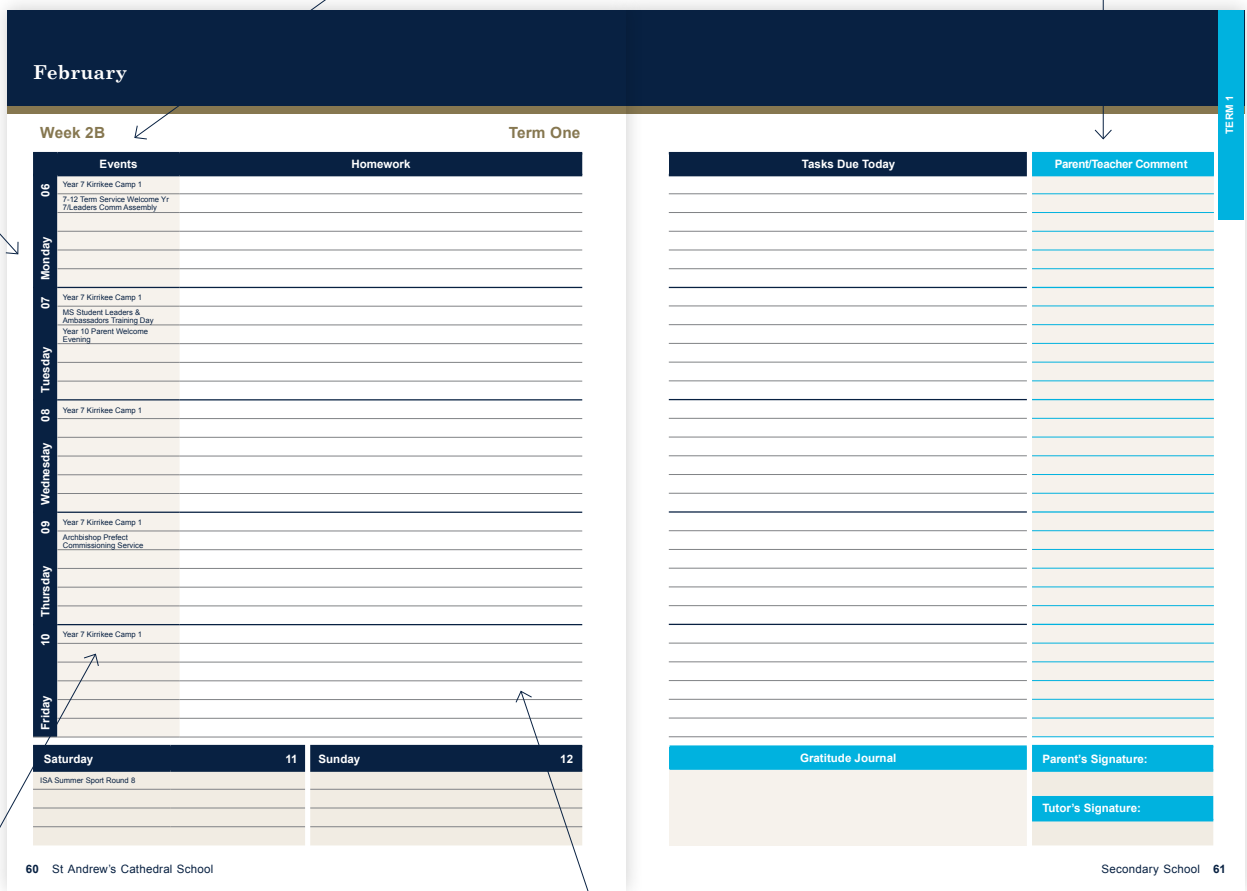 February
TERM 1
Week 2B
Term One
Events
Homework
Tasks Due Today
Parent/Teacher Comment
Monday 06
Year 7 Kirrikee Camp 1
7-12 Term Service Welcome Yr
7/Leaders Comm Assembly
Tuesday 07
Year 7 Kirrikee Camp 1
MS Student Leaders &
Ambassadors Training Day
Year 10 Parent Welcome
Evening
Wednesday 08
Year 7 Kirrikee Camp 1
Thursday 09
Year 7 Kirrikee Camp 1
Archbishop Prefect
Commissioning Service
Friday 10
Year 7 Kirrikee Camp 1
Saturday 11
ISA Summer Sport Round 8
Sunday 12
Gratitude Journal
Parent's Signature:
Tutor's Signature:
60 St Andrew's Cathedral School
Secondary School 61